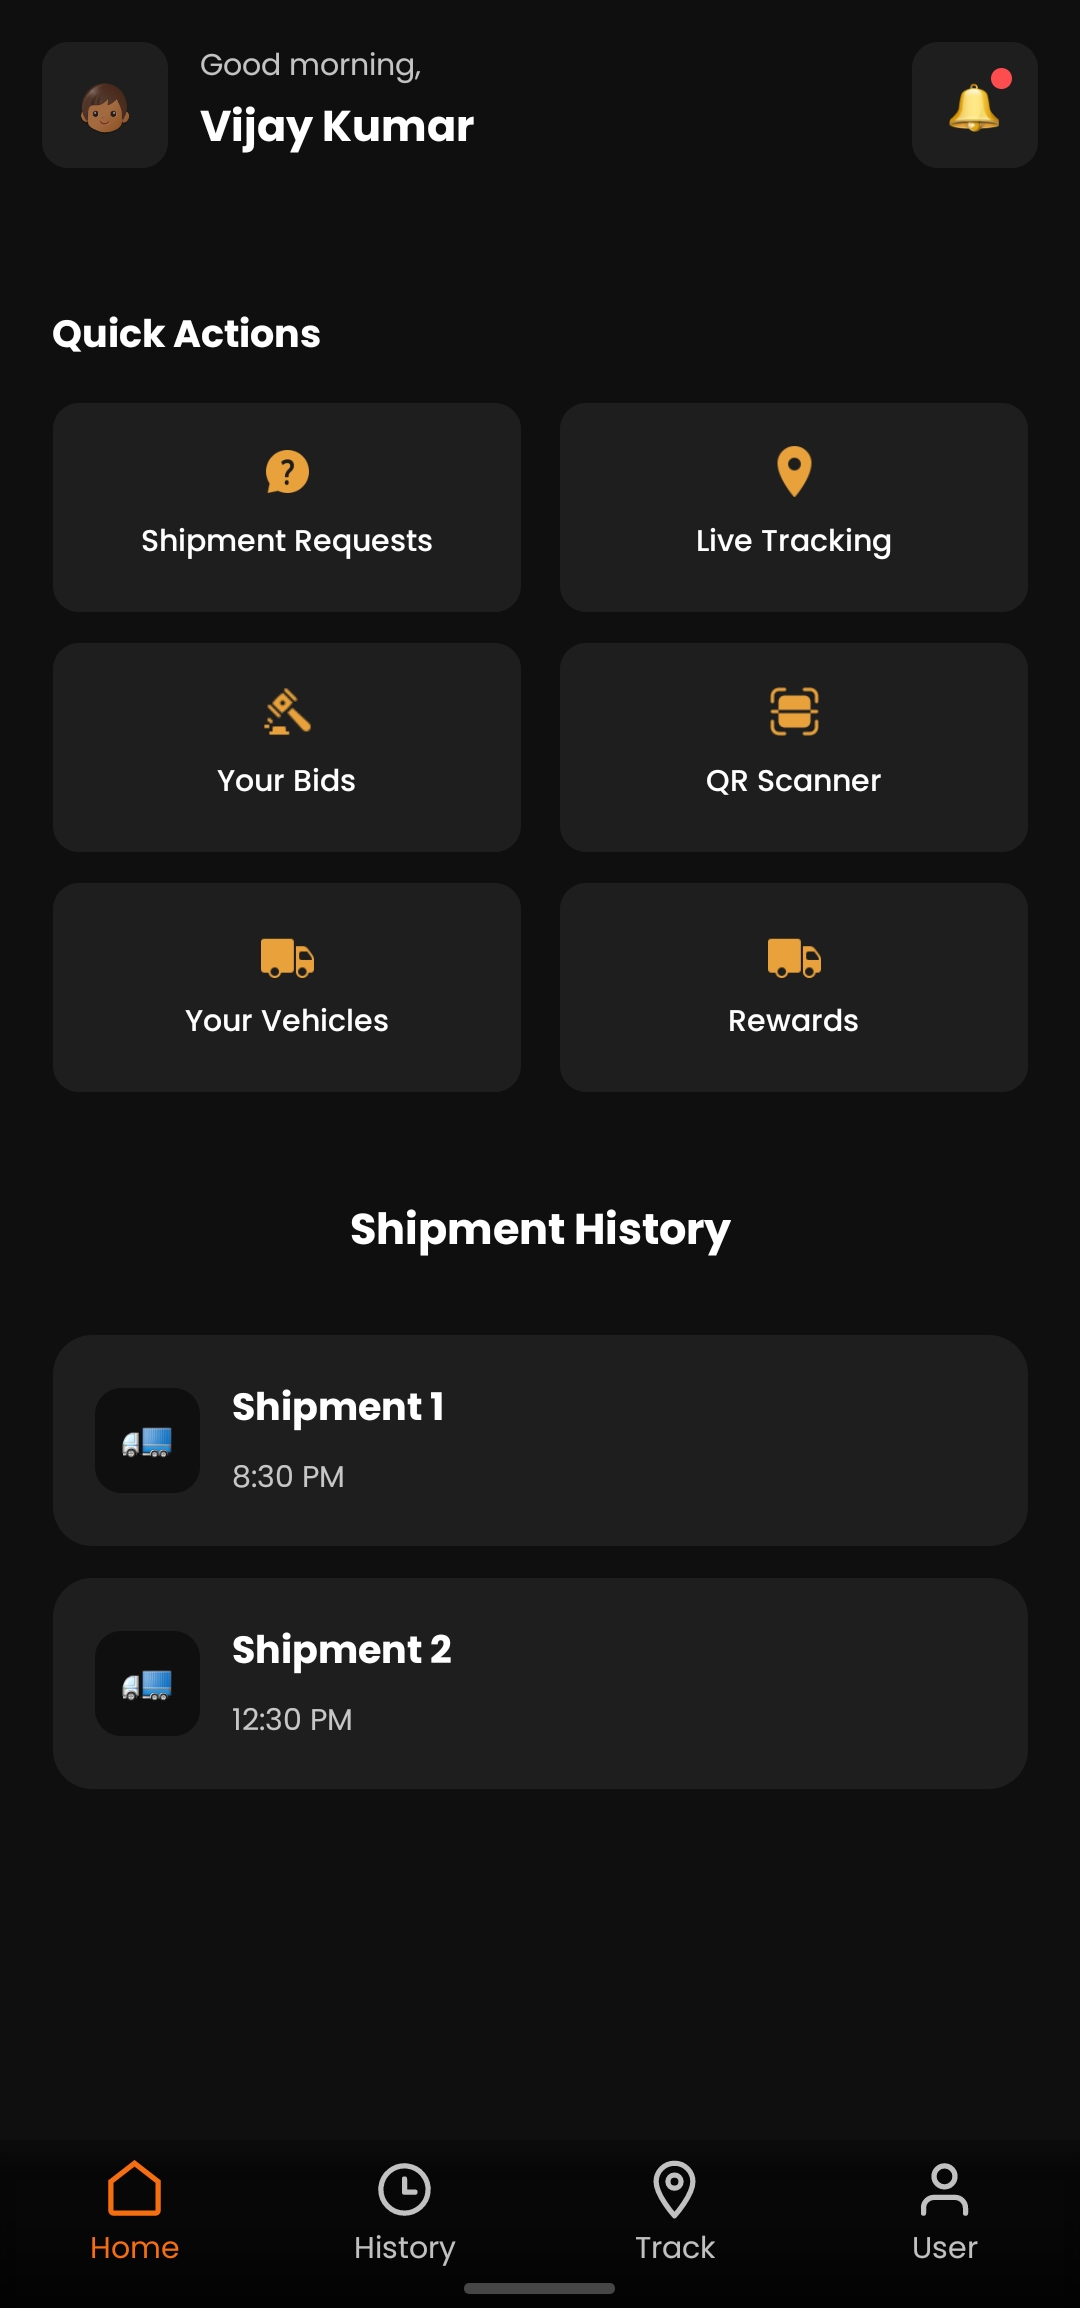 Good morning,
Vijay Kumar
Quick Actions
Shipment Requests
Live Tracking
Your Bids
QR Scanner
Your Vehicles
Rewards
Shipment History
Shipment 1
8:30 PM
Shipment 2
12:30 PM
Home
History
Track
User